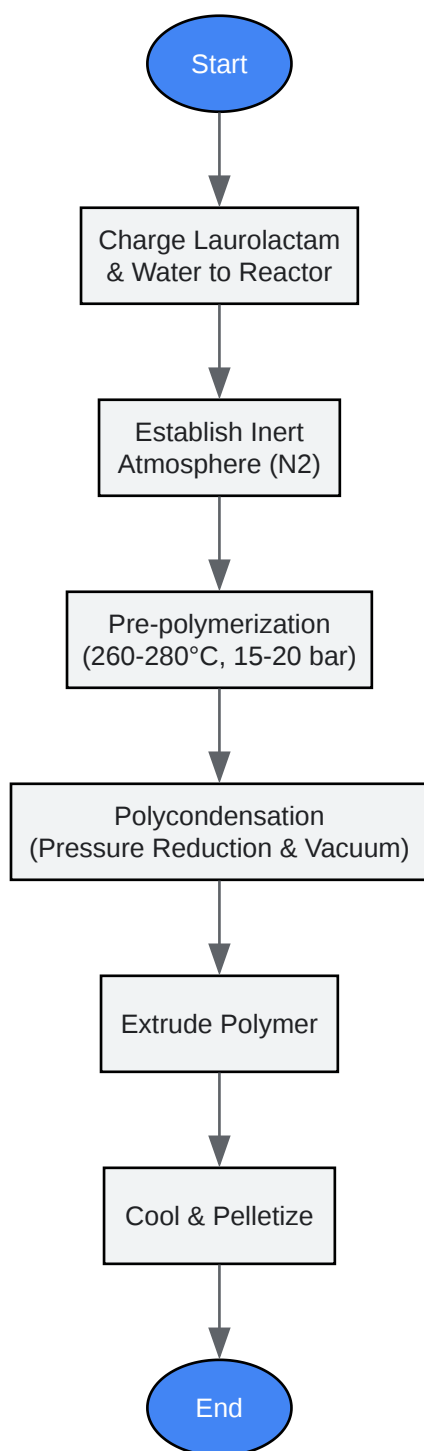 Start
Charge Laurolactam
& Water to Reactor
Establish Inert
Atmosphere (N2)
Pre-polymerization
(260-280°C, 15-20 bar)
Polycondensation
(Pressure Reduction & Vacuum)
Extrude Polymer
Cool & Pelletize
End